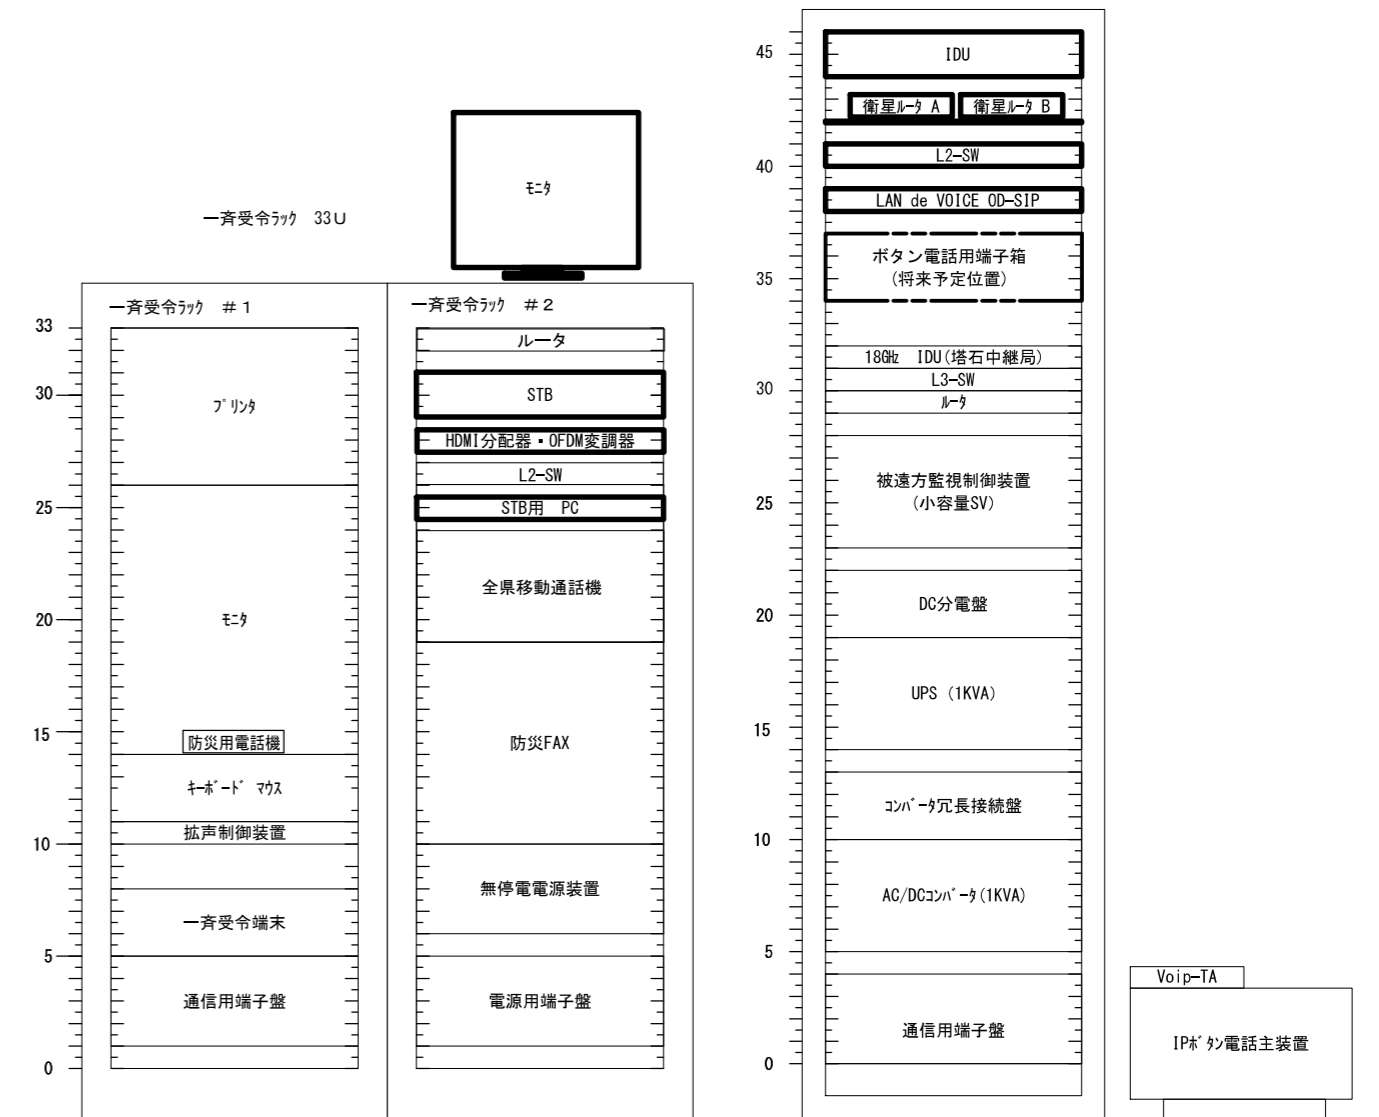 一斉受令ﾗｯｸ 33U
一斉受令ﾗｯｸ #1
33
30
25
20
15
10
5
0
ﾌﾟﾘﾝﾀ
ﾓﾆﾀ
防災用電話機
ｷｰﾎﾞｰﾄﾞ ﾏｳｽ
拡声制御装置
一斉受令端末
通信用端子盤
ﾓﾆﾀ
一斉受令ﾗｯｸ #2
ルータ
STB
HDMI分配器・OFDM変調器
L2-SW
STB用 PC
全県移動通話機
防災FAX
無停電電源装置
電源用端子盤
45
40
35
30
25
20
15
10
5
0
IDU
衛星ﾙｰﾀ A
衛星ﾙｰﾀ B
L2-SW
LAN de VOICE OD-SIP
ボタン電話用端子箱
(将来予定位置)
18GHz IDU(塔石中継局)
L3-SW
ﾙｰﾀ
被遠方監視制御装置
(小容量SV)
DC分電盤
UPS (1KVA)
ｺﾝﾊﾞｰﾀ冗長接続盤
AC/DCｺﾝﾊﾞｰﾀ(1KVA)
通信用端子盤
Voip-TA
IPﾎﾞﾀﾝ電話主装置